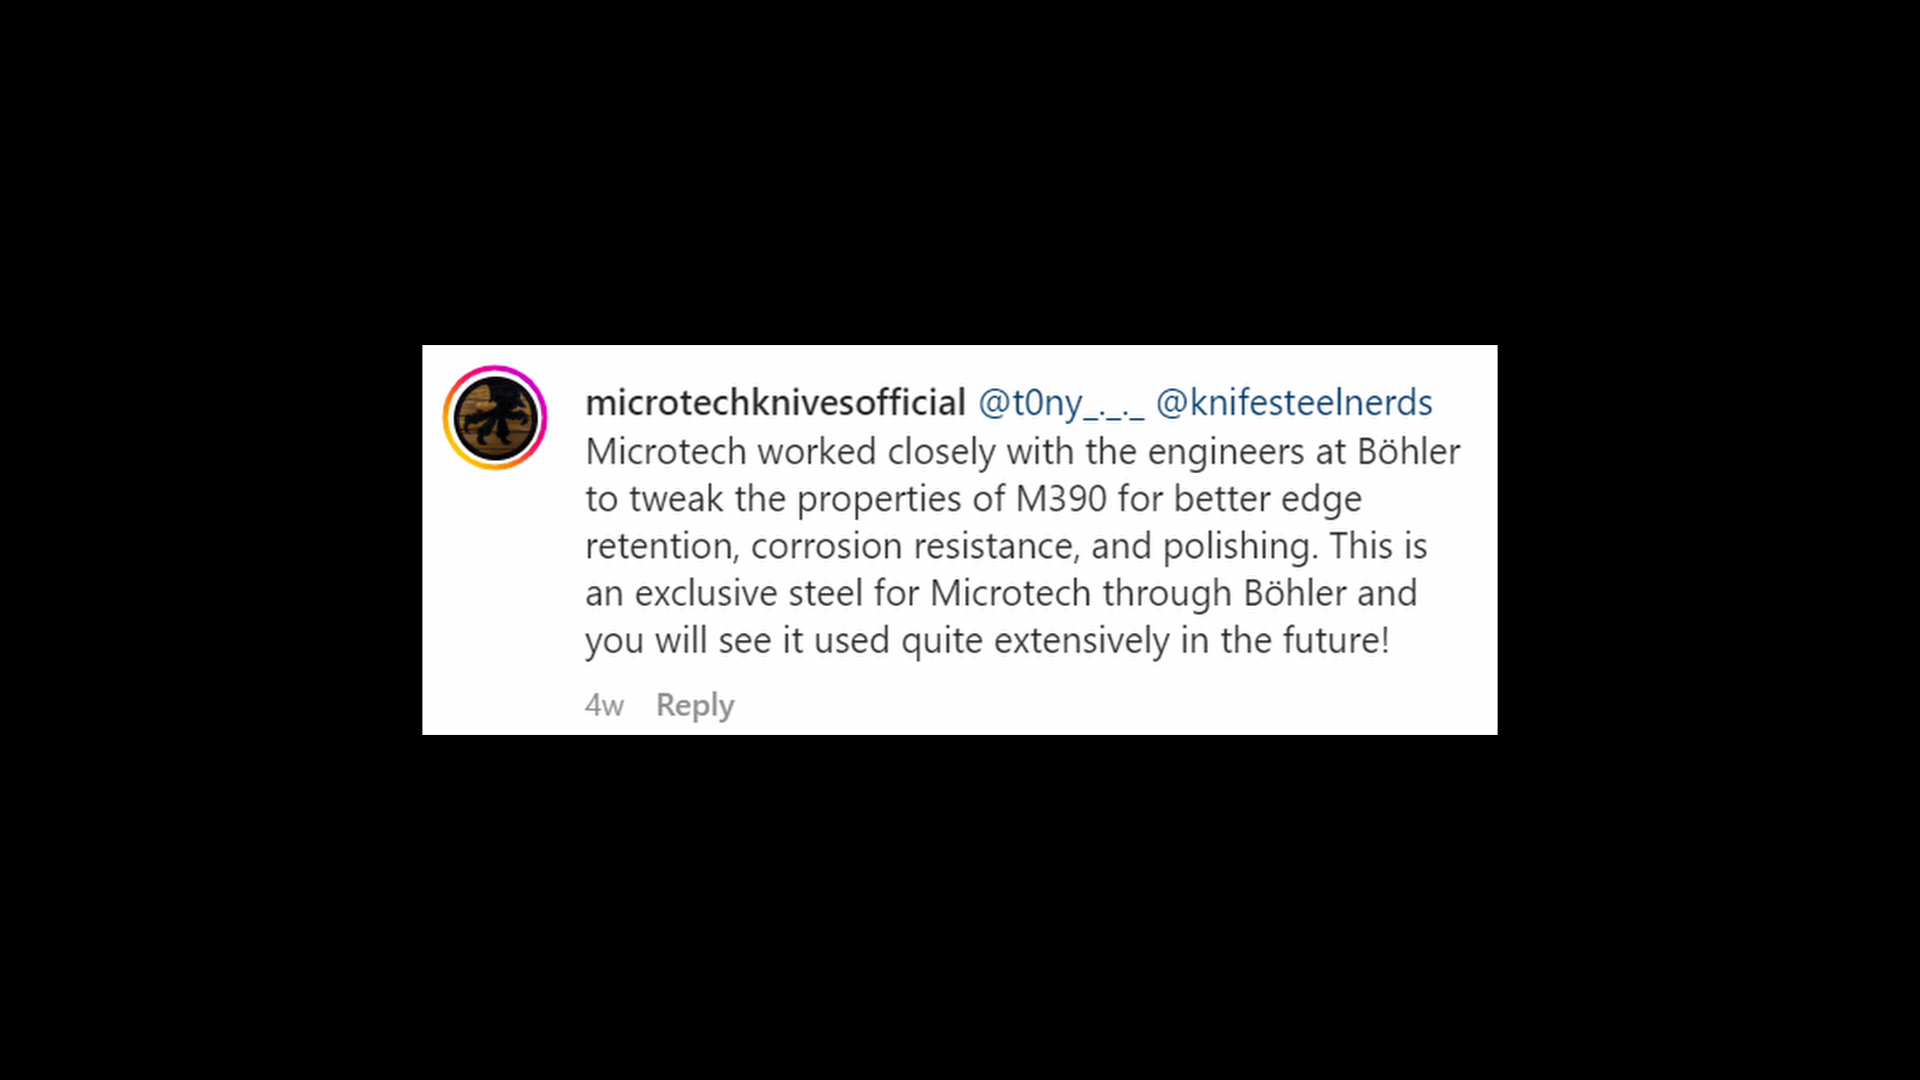 microtechknivesofficial @t0ny_._._ @knifesteelnerds
Microtech worked closely with the engineers at Böhler
to tweak the properties of M390 for better edge
retention, corrosion resistance, and polishing. This is
an exclusive steel for Microtech through Böhler and
you will see it used quite extensively in the future!
4w Reply